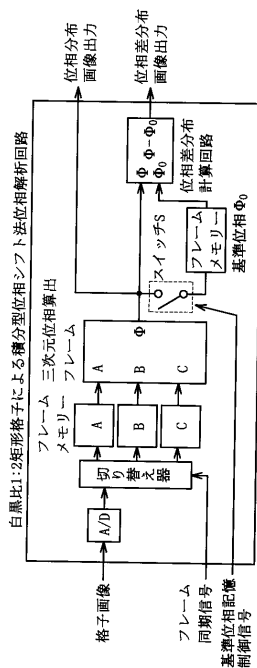 白黒比1:2矩形格子による積分型位相シフト法位相解析回路
フレーム
メモリー
三次元位相算出
フレーム
位相分布
画像出力
格子画像
A/D
切り替え器
A
B
C
A
B
C
Φ
スイッチS
Φ
Φ-Φ₀
Φ₀
位相差分布
画像出力
位相差分布
計算回路
フレーム
メモリー
基準位相Φ₀
フレーム
同期信号
基準位相記憶
制御信号